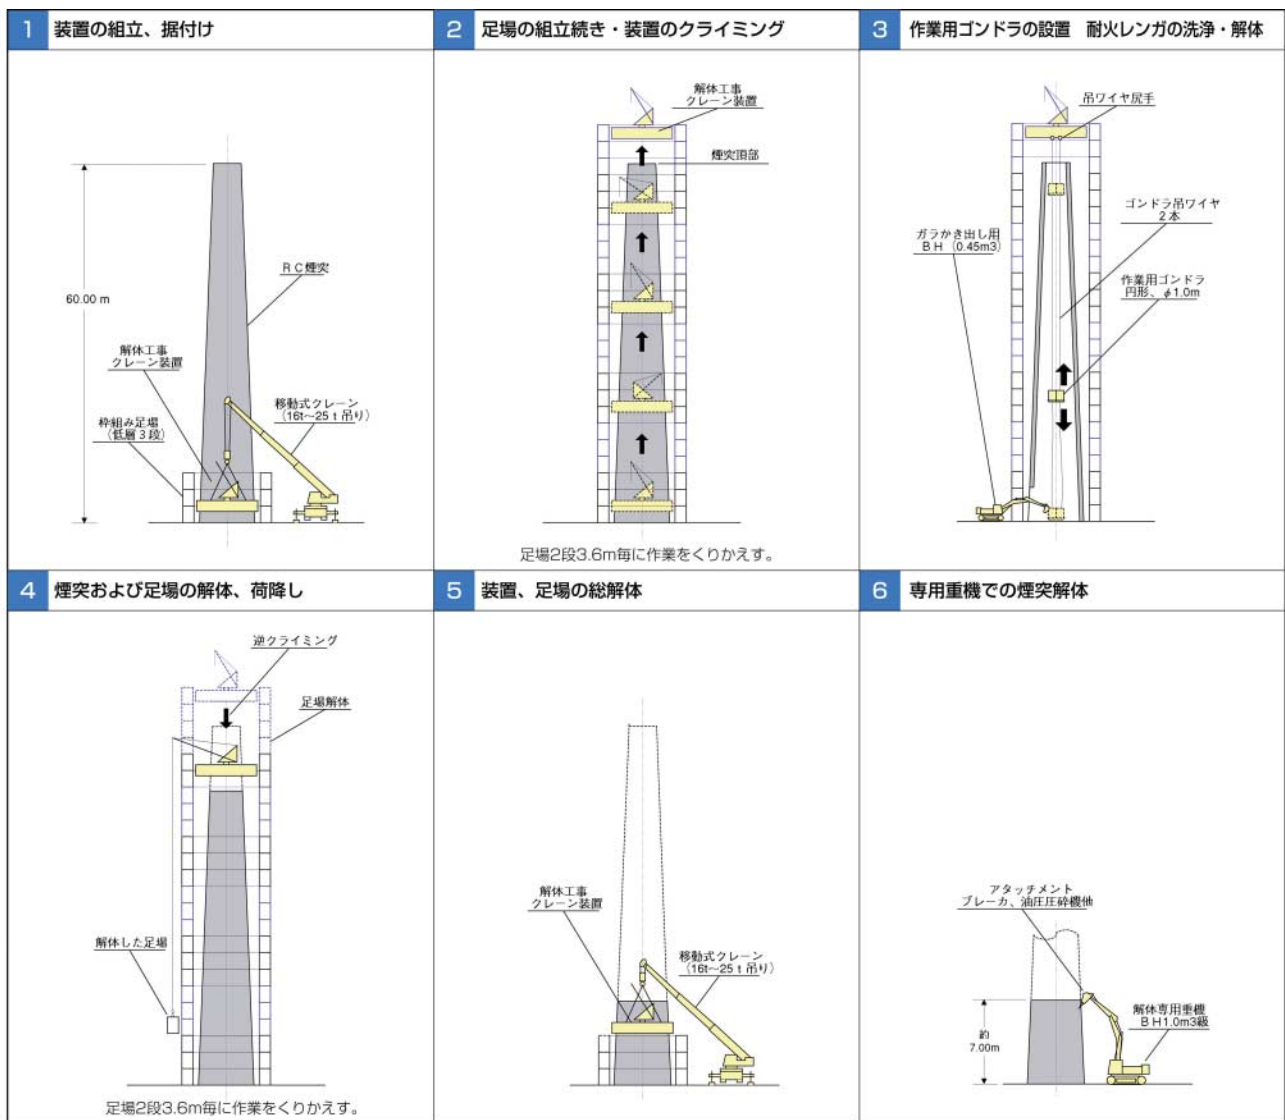 1 装置の組立、据付け
60.00 m
RC煙突
解体工事
クレーン装置
枠組み足場
(低層3段)
移動式クレーン
(16t～25t吊り)
2 足場の組立続き・装置のクライミング
解体工事
クレーン装置
煙突頂部
足場2段3.6m毎に作業をくりかえす。
3 作業用ゴンドラの設置 耐火レンガの洗浄・解体
吊ワイヤ尻手
ゴンドラ吊ワイヤ
2本
ガラかき出し用
BH (0.45m3)
作業用ゴンドラ
円形、φ1.0m
4 煙突および足場の解体、荷降し
逆クライミング
足場解体
解体した足場
足場2段3.6m毎に作業をくりかえす。
5 装置、足場の総解体
解体工事
クレーン装置
移動式クレーン
(16t～25t吊り)
6 専用重機での煙突解体
アタッチメント
ブレーカ、油圧圧砕機他
約
7.00m
解体専用重機
BH1.0m3級